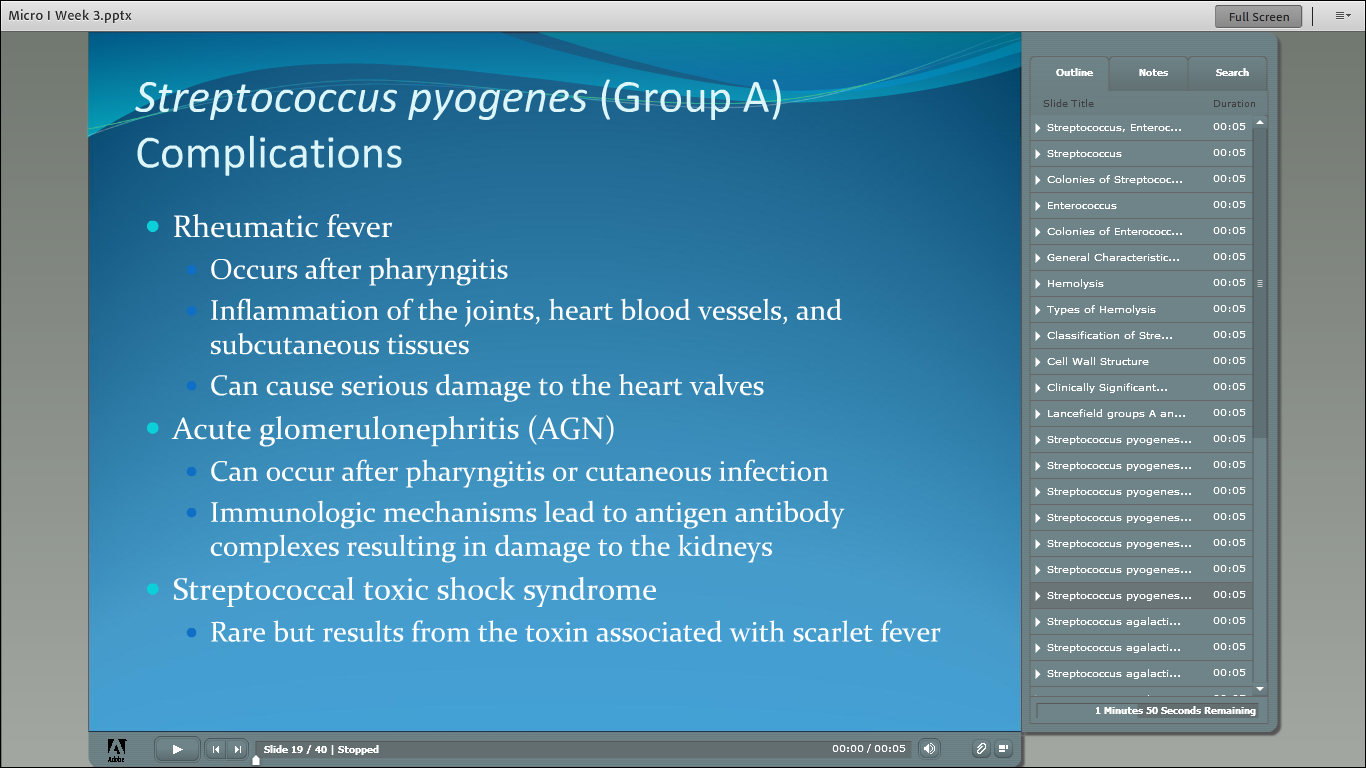 Micro I Week 3.pptx
Full Screen
Streptococcus pyogenes (Group A)
Complications
Rheumatic fever
Occurs after pharyngitis
Inflammation of the joints, heart blood vessels, and
subcutaneous tissues
Can cause serious damage to the heart valves
Acute glomerulonephritis (AGN)
Can occur after pharyngitis or cutaneous infection
Immunologic mechanisms lead to antigen antibody
complexes resulting in damage to the kidneys
Streptococcal toxic shock syndrome
Rare but results from the toxin associated with scarlet fever
Outline Notes Search
Slide Title Duration
Streptococcus, Enteroc... 00:05
Streptococcus 00:05
Colonies of Streptococ... 00:05
Enterococcus 00:05
Colonies of Enterococc... 00:05
General Characteristic... 00:05
Hemolysis 00:05
Types of Hemolysis 00:05
Classification of Stre... 00:05
Cell Wall Structure 00:05
Clinically Significant... 00:05
Lancefield groups A an... 00:05
Streptococcus pyogenes... 00:05
Streptococcus pyogenes... 00:05
Streptococcus pyogenes... 00:05
Streptococcus pyogenes... 00:05
Streptococcus pyogenes... 00:05
Streptococcus pyogenes... 00:05
Streptococcus pyogenes... 00:05
Streptococcus agalacti... 00:05
Streptococcus agalacti... 00:05
Streptococcus agalacti... 00:05
1 Minutes 50 Seconds Remaining
Adobe
Slide 19 / 40 | Stopped
00:00 / 00:05